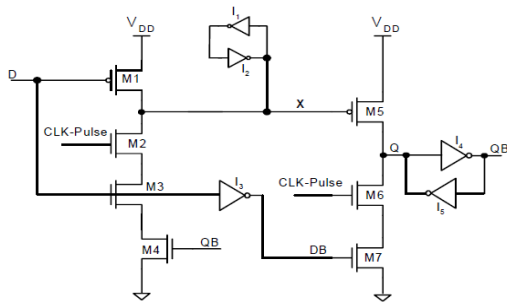 VDD
VDD
I1
D
M1
I2
X
M5
CLK-Pulse
M2
Q
I4
QB
M3
I3
CLK-Pulse
M6
I5
M4
QB
DB
M7